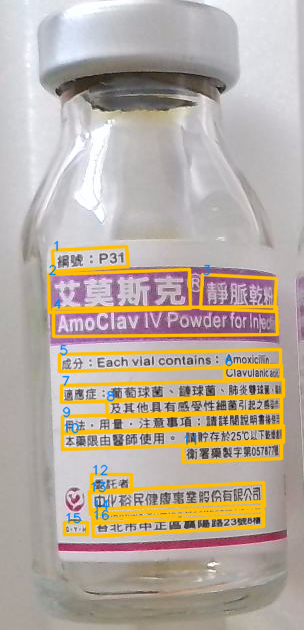 編號：P31
艾莫斯克® 靜脈乾粉
AmoClav IV Powder for Injecti
成分：Each vial contains：Amoxicillin
Clavulanic acid
適應症：葡萄球菌、鏈球菌、肺炎雙球菌
及其他具有感受性細菌引起之感染
用法・用量・注意事項：請詳閱說明書後
本藥限由醫師使用。 請貯存於25℃以下
衛署藥製字第057877
委託者
中化裕民健康事業股份有限公司
台北市中正區襄陽路23號8樓